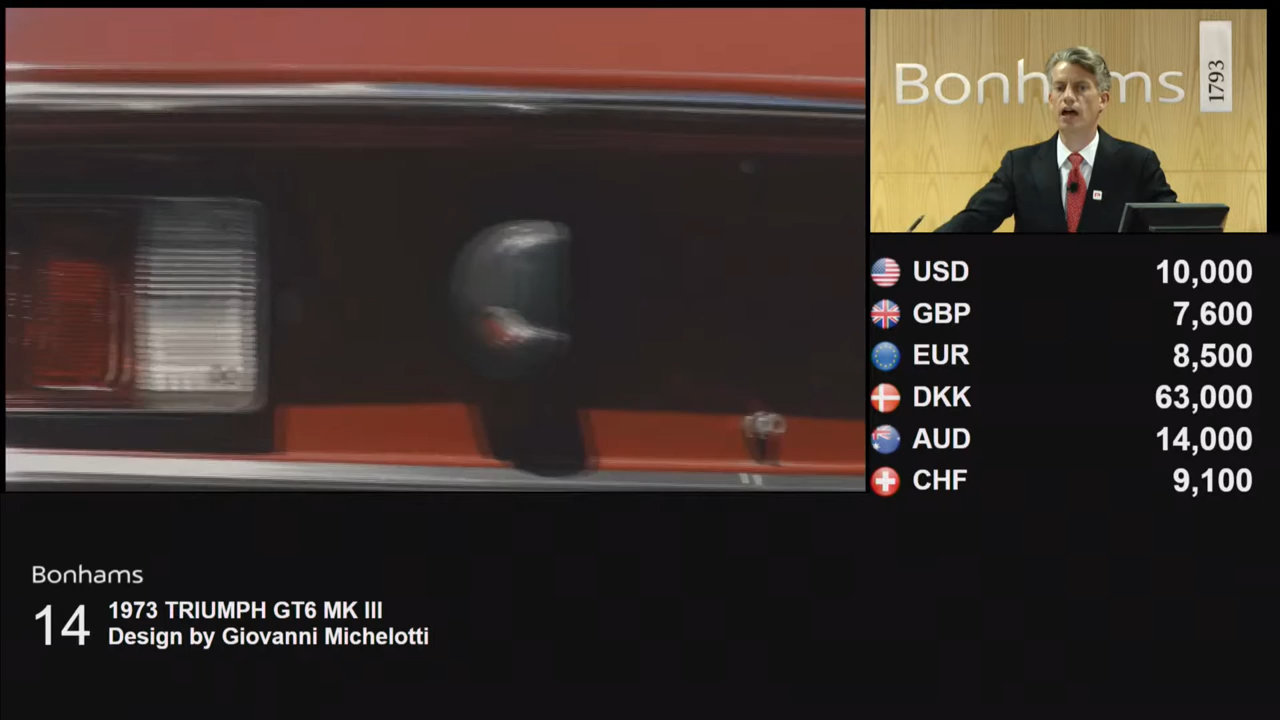 Bonhams
1793
USD 10,000
GBP 7,600
EUR 8,500
DKK 63,000
AUD 14,000
CHF 9,100
Bonhams
14
1973 TRIUMPH GT6 MK III
Design by Giovanni Michelotti